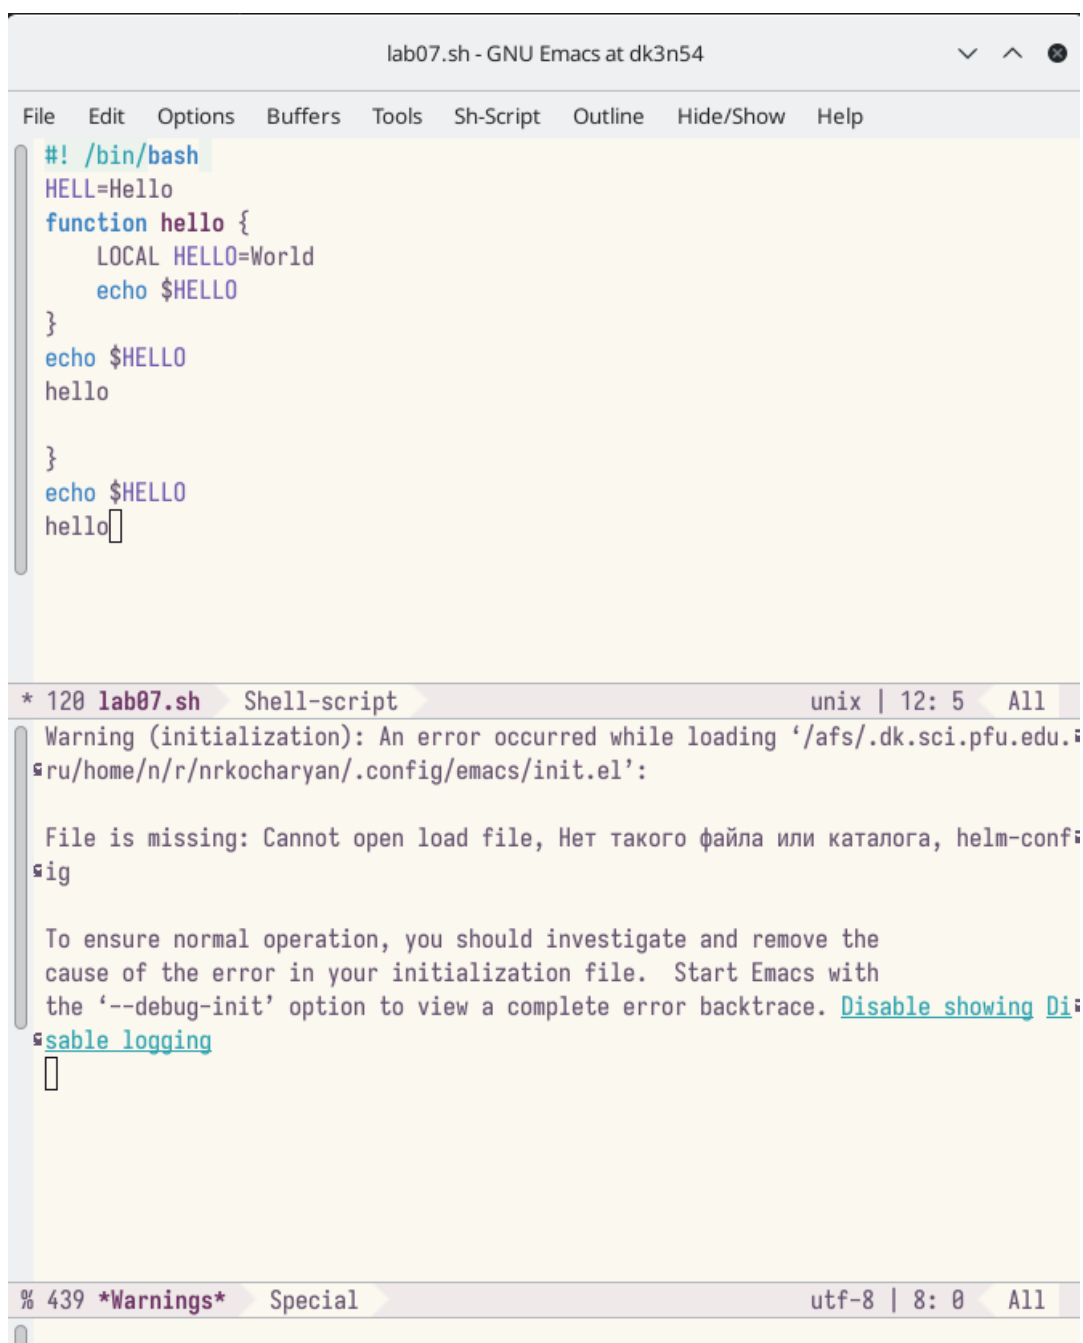 lab07.sh - GNU Emacs at dk3n54
File Edit Options Buffers Tools Sh-Script Outline Hide/Show Help
#! /bin/bash
HELL=Hello
function hello {
    LOCAL HELLO=World
    echo $HELLO
}
echo $HELLO
hello

}
echo $HELLO
hello
* 120 lab07.sh Shell-script unix | 12: 5 All
Warning (initialization): An error occurred while loading ‘/afs/.dk.sci.pfu.edu.
ru/home/n/r/nrkocharyan/.config/emacs/init.el’:

File is missing: Cannot open load file, Нет такого файла или каталога, helm-conf
ig

To ensure normal operation, you should investigate and remove the
cause of the error in your initialization file.  Start Emacs with
the ‘--debug-init’ option to view a complete error backtrace. Disable showing Di
sable logging
% 439 *Warnings* Special utf-8 | 8: 0 All